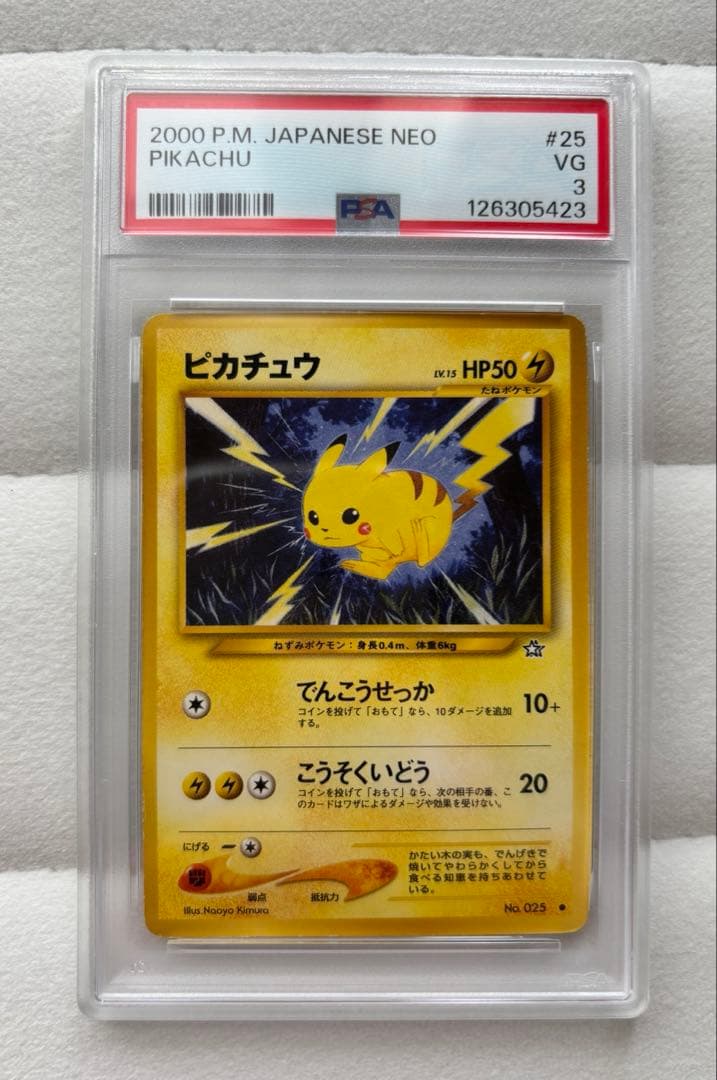 2000 P.M. JAPANESE NEO #25
PIKACHU VG
3
PSA 126305423
ピカチュウ LV.15 HP50
たねポケモン
ねずみポケモン:身長0.4m、体重6kg
でんこうせっか 10+
コインを投げて「おもて」なら、10ダメージを追加
する。
こうそくいどう 20
コインを投げて「おもて」なら、次の相手の番、こ
のカードはワザによるダメージや効果を受けない。
にげる
弱点 抵抗力
かたい木の実も、でんげきで
焼いてやわらかくしてから
食べる知恵を持ちあわせて
いる。
Illus. Naoyo Kimura No. 025